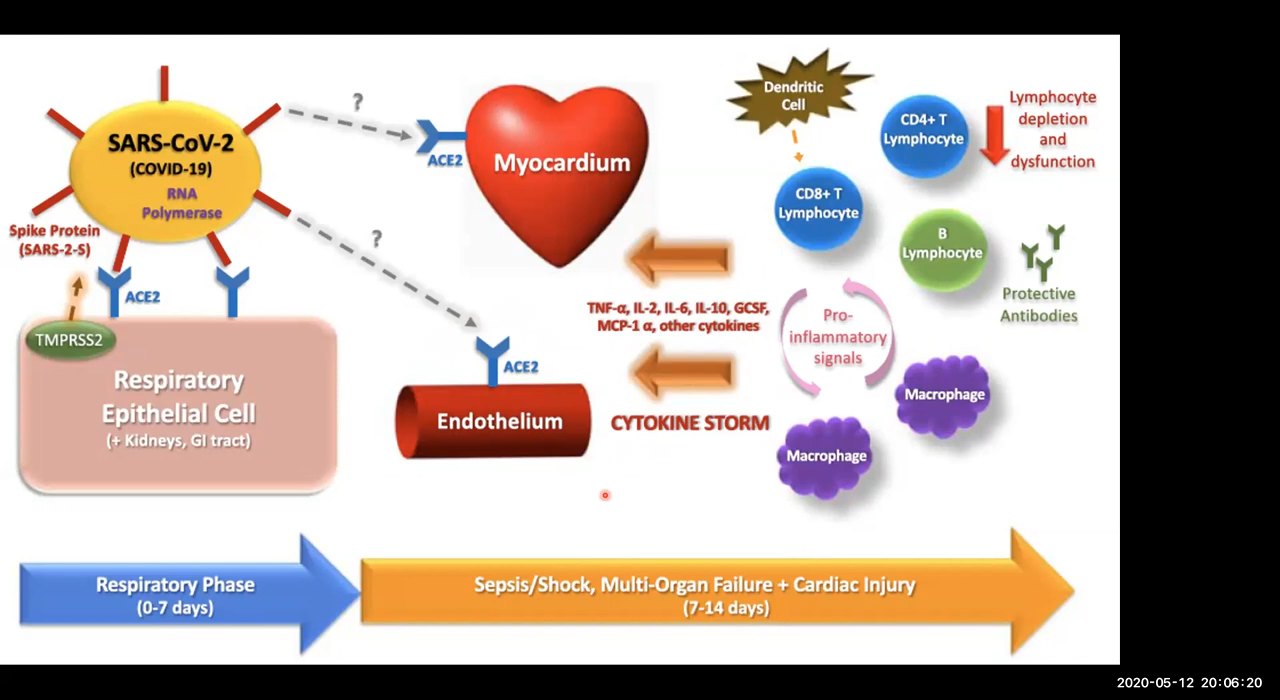 SARS-CoV-2
(COVID-19)
RNA
Polymerase
Spike Protein
(SARS-2-S)
ACE2
TMPRSS2
Respiratory
Epithelial Cell
(+ Kidneys, GI tract)
?
ACE2
Myocardium
?
ACE2
Endothelium
TNF-α, IL-2, IL-6, IL-10, GCSF,
MCP-1 α, other cytokines
CYTOKINE STORM
Dendritic
Cell
CD8+ T
Lymphocyte
CD4+ T
Lymphocyte
Lymphocyte
depletion
and
dysfunction
B
Lymphocyte
Protective
Antibodies
Pro-
inflammatory
signals
Macrophage
Macrophage
Respiratory Phase
(0-7 days)
Sepsis/Shock, Multi-Organ Failure + Cardiac Injury
(7-14 days)
2020-05-12 20:06:20